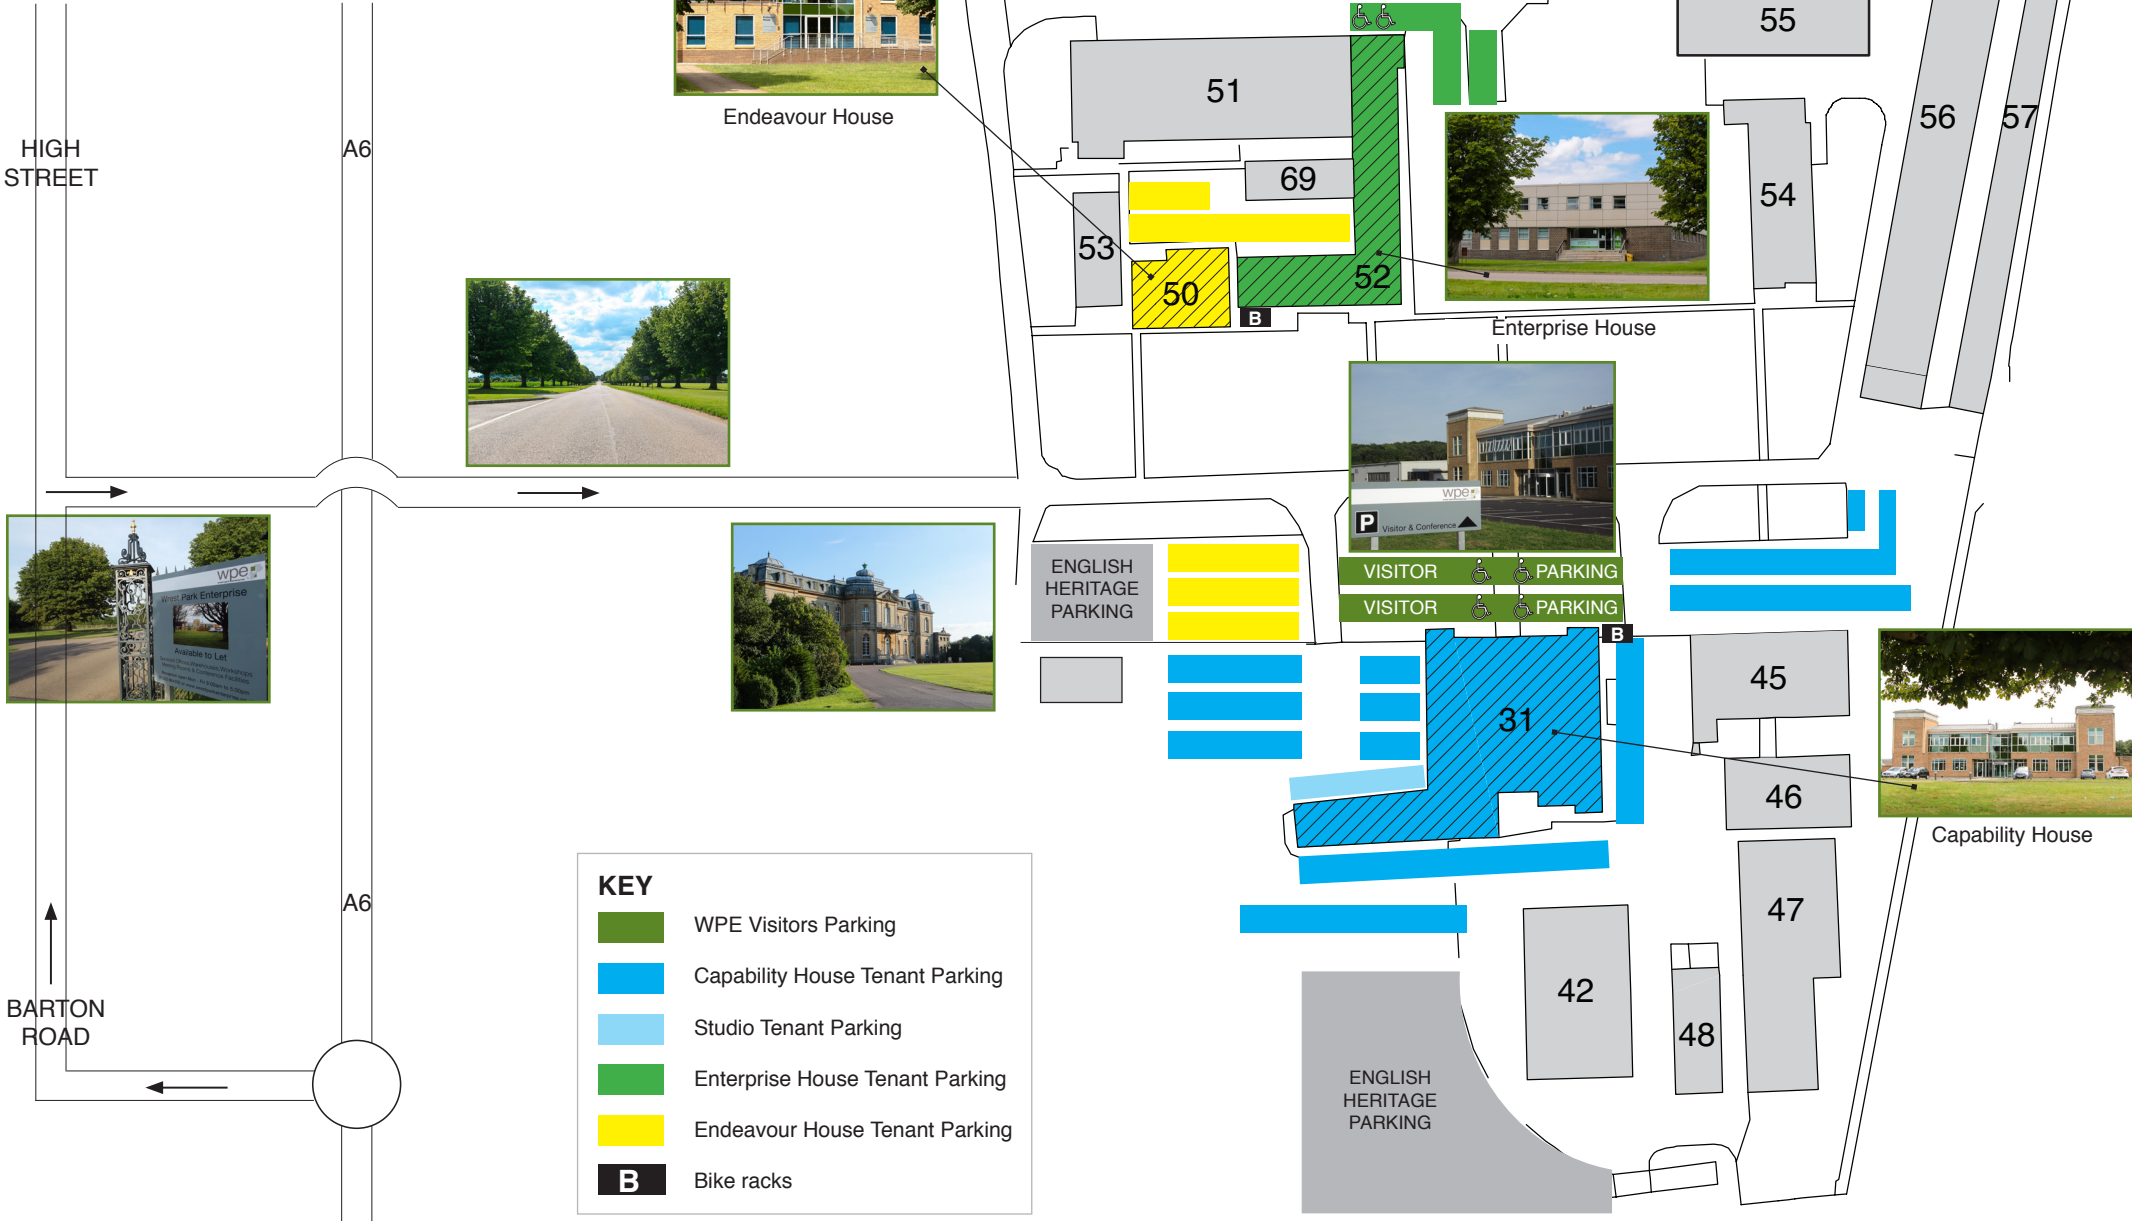 55
51
56
57
Endeavour House
HIGH
STREET
A6
69
54
53
50
52
B
Enterprise House
wpe
P Visitor & Conference
ENGLISH
HERITAGE
PARKING
VISITOR PARKING
VISITOR PARKING
B
wpe
Wrest Park Enterprise
Available to Let
45
31
46
Capability House
KEY
WPE Visitors Parking
Capability House Tenant Parking
Studio Tenant Parking
Enterprise House Tenant Parking
Endeavour House Tenant Parking
B Bike racks
A6
47
42
48
BARTON
ROAD
ENGLISH
HERITAGE
PARKING